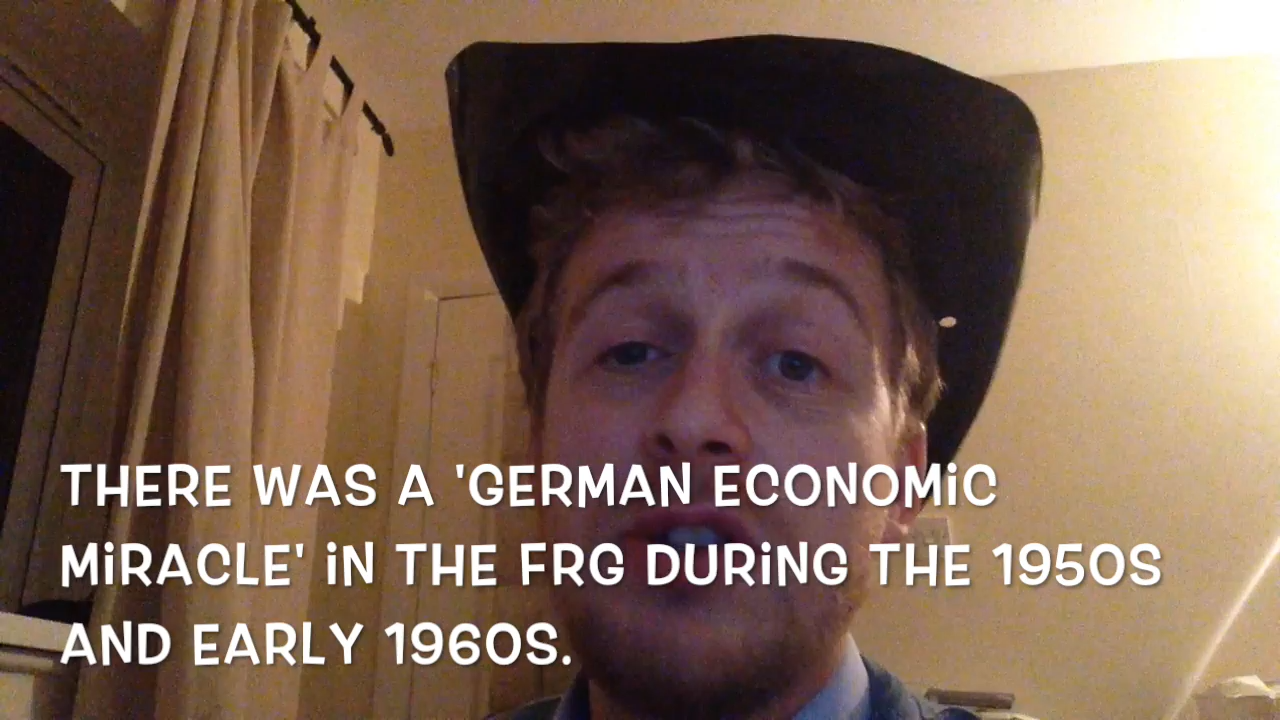 THERE WAS A 'GERMAN ECONOMiC
MiRACLE' iN THE FRG DURiNG THE 1950S
AND EARLY 1960S.